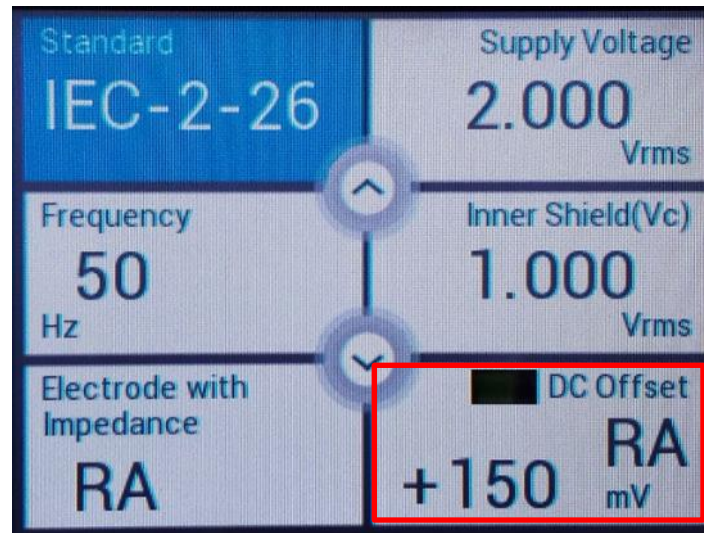 Standard
IEC-2-26
Supply Voltage
2.000
Vrms
Frequency
50
Hz
Inner Shield(Vc)
1.000
Vrms
Electrode with
Impedance
RA
DC Offset
RA
+150 mV